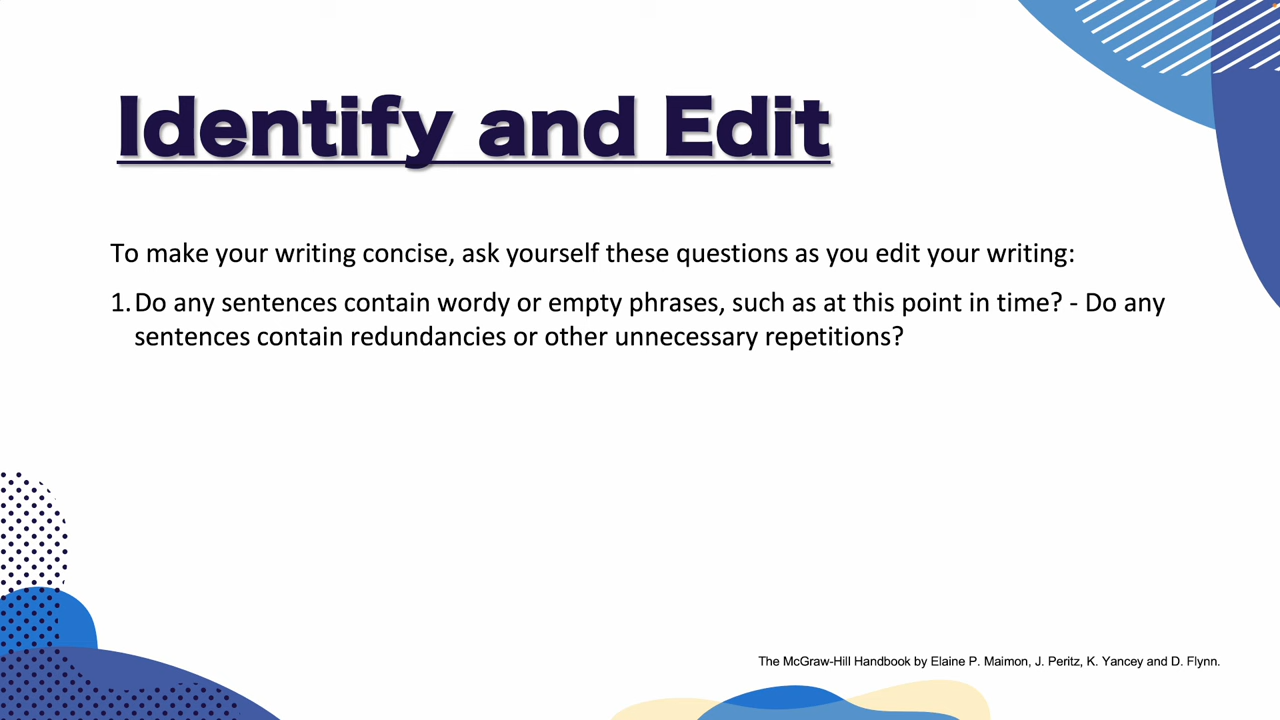 Identify and Edit
To make your writing concise, ask yourself these questions as you edit your writing:
1. Do any sentences contain wordy or empty phrases, such as at this point in time? - Do any
sentences contain redundancies or other unnecessary repetitions?
The McGraw-Hill Handbook by Elaine P. Maimon, J. Peritz, K. Yancey and D. Flynn.